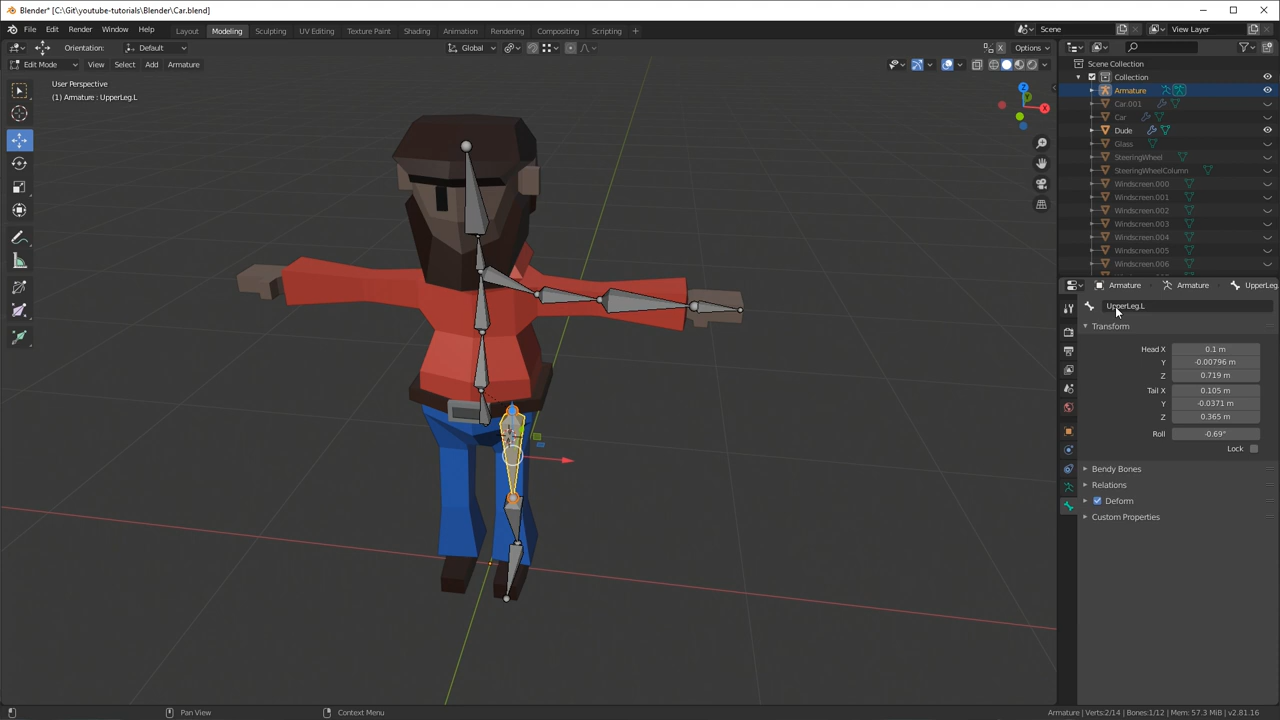 Blender* [C:\Git\youtube-tutorials\Blender\Car.blend]
File Edit Render Window Help Layout Modeling Sculpting UV Editing Texture Paint Shading Animation Rendering Compositing Scripting + Scene View Layer
Orientation: Default Global Options
Edit Mode View Select Add Armature
User Perspective
(1) Armature : UpperLeg.L
Z
Y
X
Scene Collection
Collection
Armature
Car.001
Car
Dude
Glass
SteeringWheel
SteeringWheelColumn
Windscreen.000
Windscreen.001
Windscreen.002
Windscreen.003
Windscreen.004
Windscreen.005
Windscreen.006
Armature Armature UpperLeg.
UpperLeg.L
Transform
Head X 0.1 m
Y -0.00796 m
Z 0.719 m
Tail X 0.105 m
Y -0.0371 m
Z 0.365 m
Roll -0.69°
Lock
Bendy Bones
Relations
Deform
Custom Properties
Pan View Context Menu Armature | Verts:2/14 | Bones:1/12 | Mem: 57.3 MiB | v2.81.16